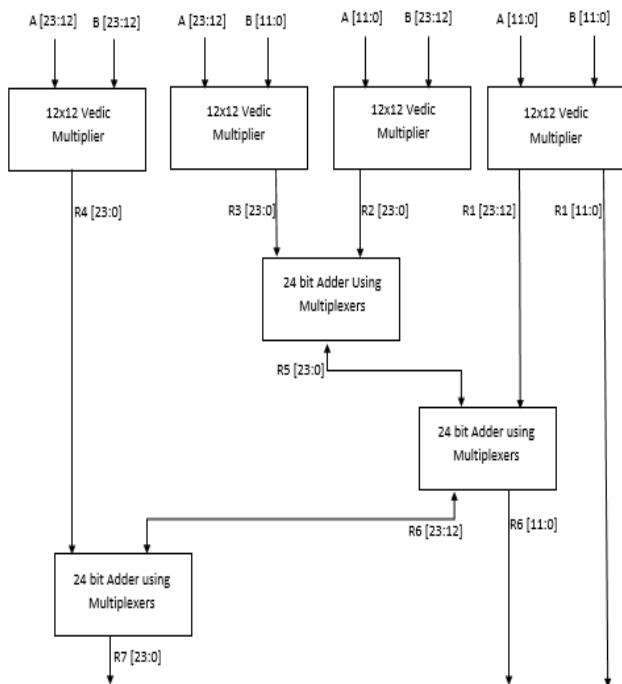 A [23:12] B [23:12] A [23:12] B [11:0] A [11:0] B [23:12] A [11:0] B [11:0]
12x12 Vedic
Multiplier
12x12 Vedic
Multiplier
12x12 Vedic
Multiplier
12x12 Vedic
Multiplier
R4 [23:0] R3 [23:0] R2 [23:0] R1 [23:12] R1 [11:0]
24 bit Adder Using
Multiplexers
R5 [23:0]
24 bit Adder using
Multiplexers
R6 [23:12] R6 [11:0]
24 bit Adder using
Multiplexers
R7 [23:0]